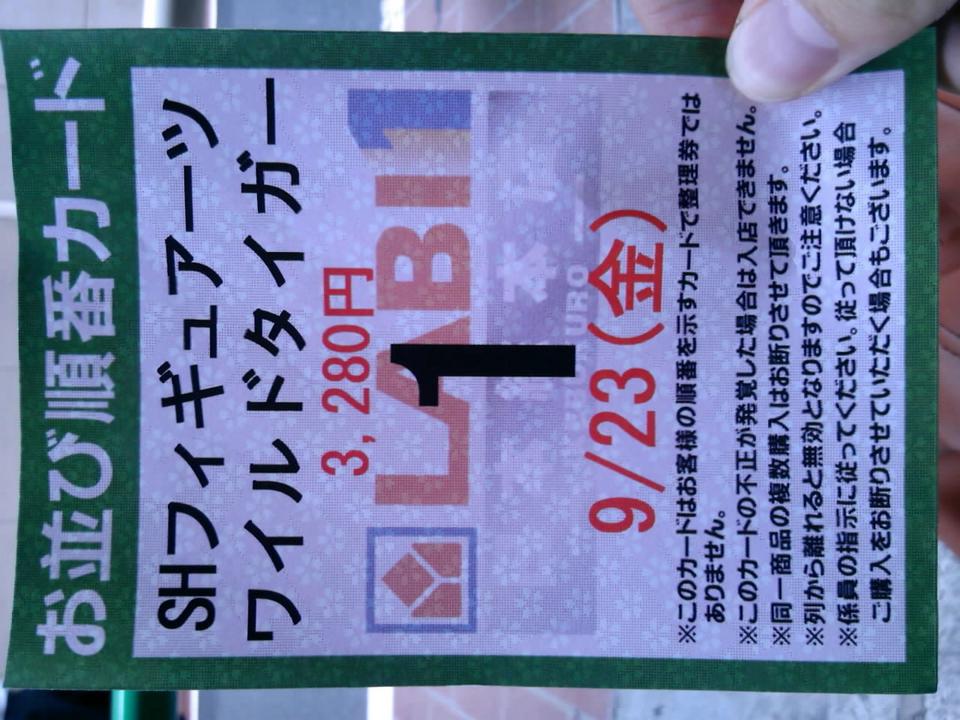 お並び順番カード
SHフィギュアーツ
ワイルドタイガー
3,280円
LABI1
1
本
URO
9/23(金)
※このカードはお客様の順番を示すカードで整理券では
ありません。
※このカードの不正が発覚した場合は入店できません。
※同一商品の複数購入はお断りさせて頂きます。
※列から離れると無効となりますのでご注意ください。
※係員の指示に従ってください。従って頂けない場合
ご購入をお断りさせていただく場合もございます。